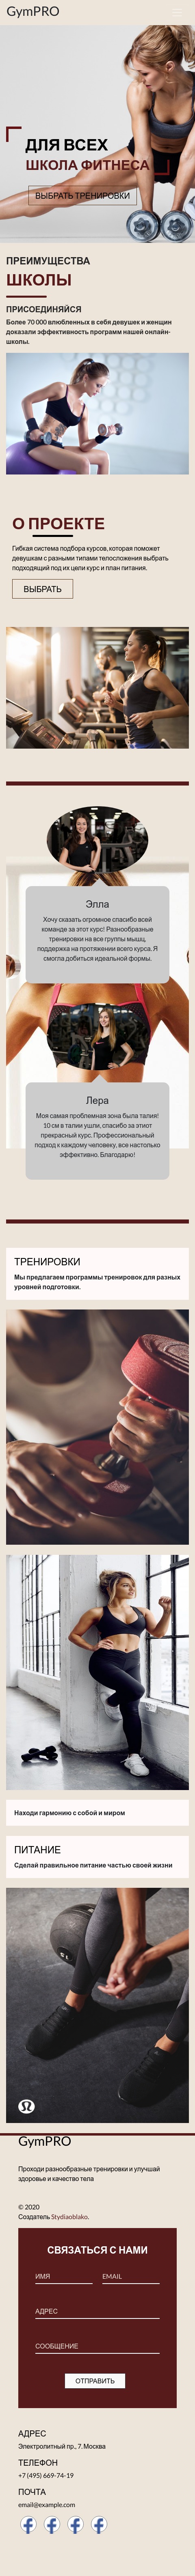 GymPRO
ДЛЯ ВСЕХ
ШКОЛА ФИТНЕСА
ВЫБРАТЬ ТРЕНИРОВКИ
ПРЕИМУЩЕСТВА
ШКОЛЫ
ПРИСОЕДИНЯЙСЯ
Более 70 000 влюбленных в себя девушек и женщин
доказали эффективность программ нашей онлайн-
школы.
О ПРОЕКТЕ
Гибкая система подбора курсов, которая поможет
девушкам с разными типами телосложения выбрать
подходящий под их цели курс и план питания.
ВЫБРАТЬ
Элла
Хочу сказать огромное спасибо всей
команде за этот курс! Разнообразные
тренировки на все группы мышц,
поддержка на протяжении всего курса. Я
смогла добиться идеальной формы.
Лера
Моя самая проблемная зона была талия!
10 см в талии ушли, спасибо за этиот
прекрасный курс. Профессиональный
подход к каждому человеку, все настолько
эффективно. Благодарю!
ТРЕНИРОВКИ
Мы предлагаем программы тренировок для разных
уровней подготовки.
Находи гармонию с собой и миром
ПИТАНИЕ
Сделай правильное питание частью своей жизни
GymPRO
Проходи разнообразные тренировки и улучшай
здоровье и качество тела
© 2020
Создатель Stydiaoblako.
СВЯЗАТЬСЯ С НАМИ
ИМЯ
EMAIL
АДРЕС
СООБЩЕНИЕ
ОТПРАВИТЬ
АДРЕС
Электролитный пр., 7. Москва
ТЕЛЕФОН
+7 (495) 669-74-19
ПОЧТА
email@example.com